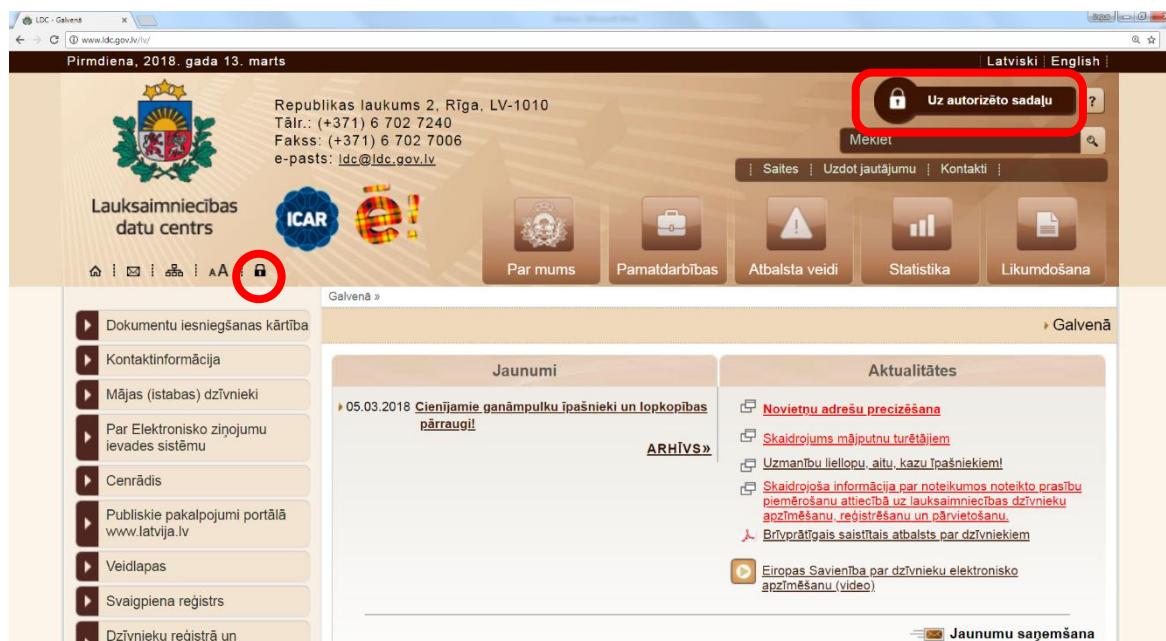 LDC - Galvenā
www.ldc.gov.lv/lv/
Pirmdiena, 2018. gada 13. marts
Latviski English
Republikas laukums 2, Rīga, LV-1010
Tālr.: (+371) 6 702 7240
Fakss: (+371) 6 702 7006
e-pasts: ldc@ldc.gov.lv
Uz autorizēto sadaļu ?
Meklēt
Saites Uzdot jautājumu Kontakti
Lauksaimniecības
datu centrs
ICAR ē!
AA
Par mums Pamatdarbības Atbalsta veidi Statistika Likumdošana
Galvenā »
Galvenā
Dokumentu iesniegšanas kārtība
Kontaktinformācija
Mājas (istabas) dzīvnieki
Par Elektronisko ziņojumu
ievades sistēmu
Cenrādis
Publiskie pakalpojumi portālā
www.latvija.lv
Veidlapas
Svaigpiena reģistrs
Dzīvnieku reģistrā un
Jaunumi
05.03.2018 Cienījamie ganāmpulku īpašnieki un lopkopības
pārraugi!
ARHĪVS»
Aktualitātes
Novietņu adrešu precizēšana
Skaidrojums mājputnu turētājiem
Uzmanību liellopu, aitu, kazu īpašniekiem!
Skaidrojoša informācija par noteikumos noteikto prasību
piemērošanu attiecībā uz lauksaimniecības dzīvnieku
apzīmēšanu, reģistrēšanu un pārvietošanu.
Brīvprātīgais saistītais atbalsts par dzīvniekiem
Eiropas Savienība par dzīvnieku elektronisko
apzīmēšanu (video)
Jaunumu saņemšana